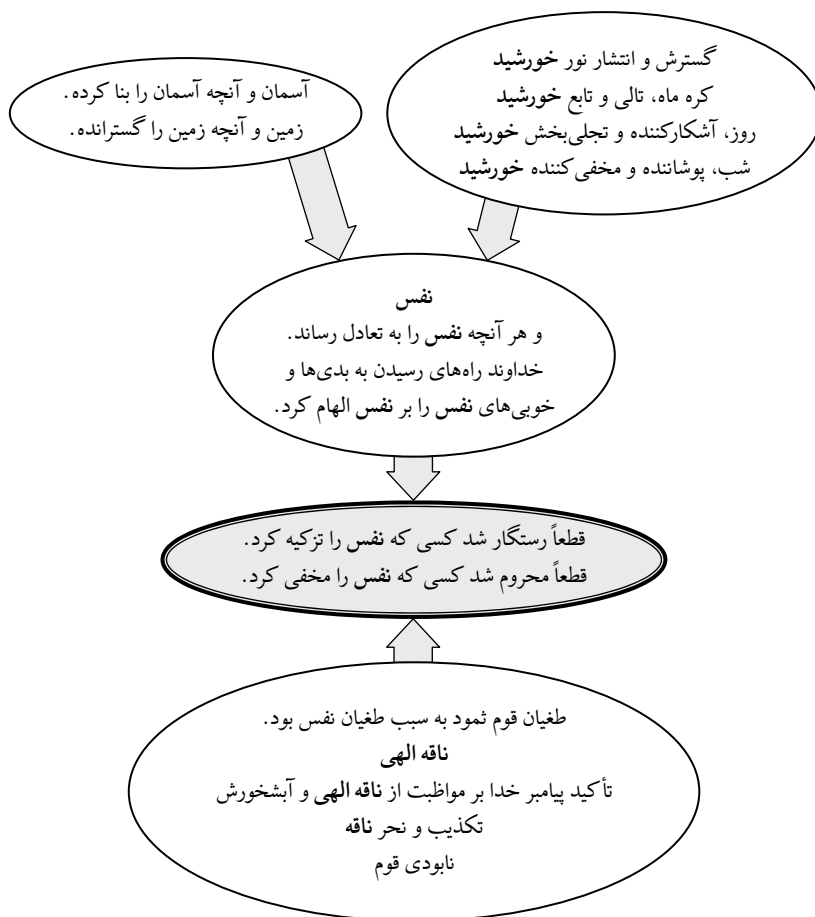 گسترش و انتشار نور خورشید
کره ماه، تالی و تابع خورشید
روز، آشکارکننده و تجلی‌بخش خورشید
شب، پوشاننده و مخفی‌کننده خورشید
آسمان و آنچه آسمان را بنا کرده.
زمین و آنچه زمین را گسترانده.
نفس
و هر آنچه نفس را به تعادل رساند.
خداوند راه‌های رسیدن به بدی‌ها و
خوبی‌های نفس را بر نفس الهام کرد.
قطعاً رستگار شد کسی که نفس را تزکیه کرد.
قطعاً محروم شد کسی که نفس را مخفی کرد.
طغیان قوم ثمود به سبب طغیان نفس بود.
ناقه الهی
تأکید پیامبر خدا بر مواظبت از ناقه الهی و آبشخورش
تکذیب و نحر ناقه
نابودی قوم